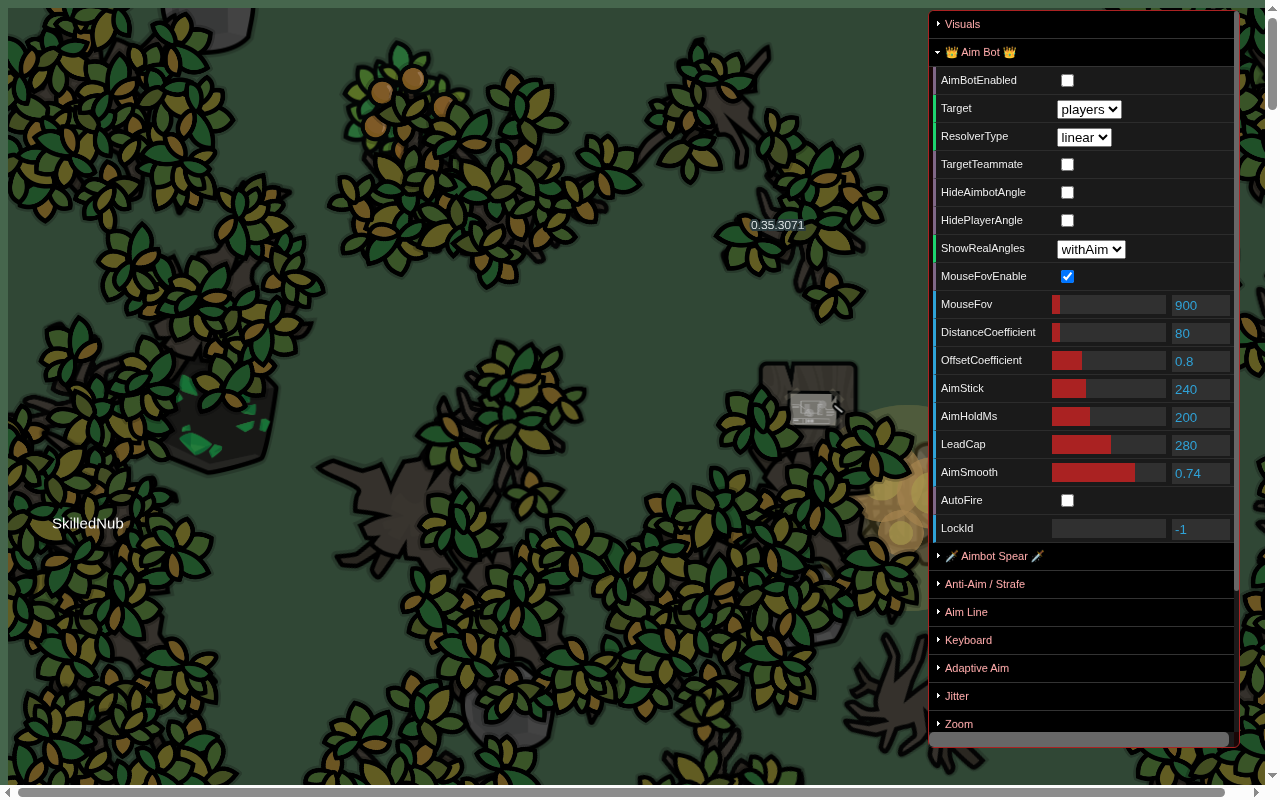 Visuals
👑 Aim Bot 👑
AimBotEnabled
Target players
ResolverType linear
TargetTeammate
HideAimbotAngle
HidePlayerAngle
ShowRealAngles withAim
MouseFovEnable
MouseFov 900
DistanceCoefficient 80
OffsetCoefficient 0.8
AimStick 240
AimHoldMs 200
LeadCap 280
AimSmooth 0.74
AutoFire
LockId -1
🗡️ Aimbot Spear 🗡️
Anti-Aim / Strafe
Aim Line
Keyboard
Adaptive Aim
Jitter
Zoom
0.35.3071
SkilledNub